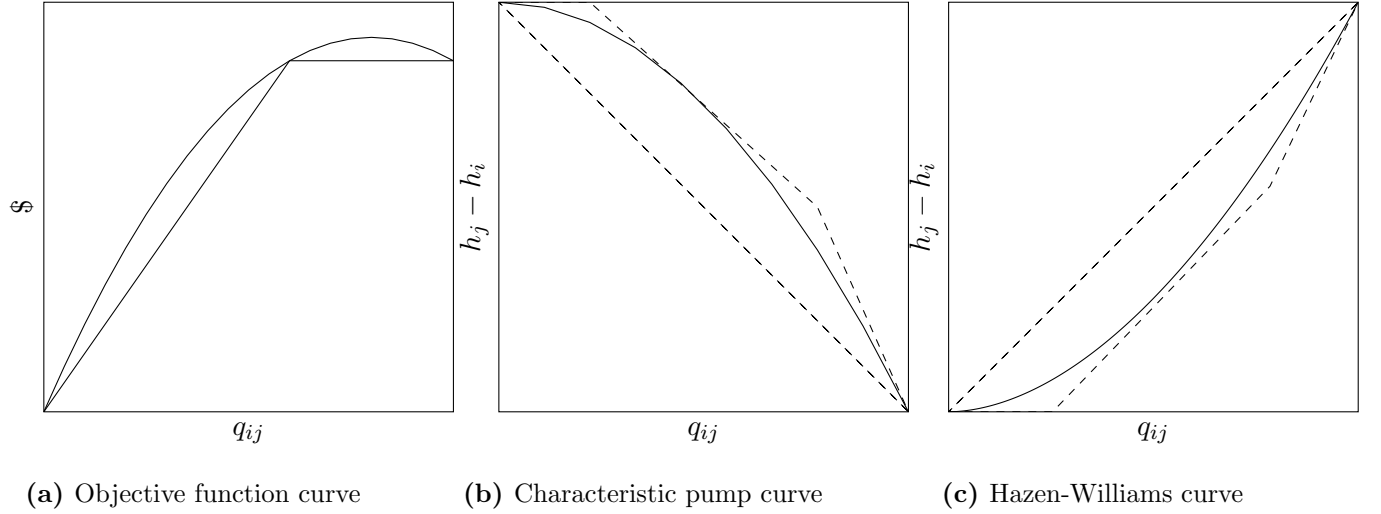 $
q_{ij}
(a) Objective function curve
h_j − h_i
q_{ij}
(b) Characteristic pump curve
h_j − h_i
q_{ij}
(c) Hazen-Williams curve